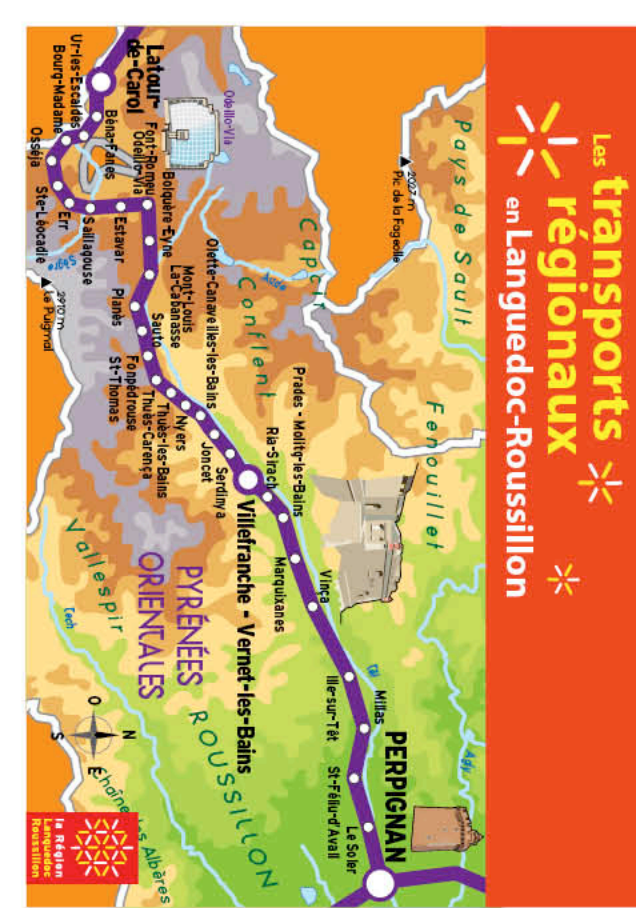 Les transports
régionaux
en Languedoc-Roussillon
Pays de Sault
Fenouillet
2027 m
Pic de la Fageolle
Capcir
Aude
Agly
Odeillo-Via
Conflent
Prades - Molitg-les-Bains
Ria-Sirach
Vinça
Têt
Millas
PERPIGNAN
Latour-
de-Carol
Font-Romeu
Odeillo-Via
Bolquère-Eyne
Olette-Canaveilles-les-Bains
Mont-Louis
La-Cabanasse
Sauto
Ur-les-Escaldes
Bourg-Madame
Béna-Fanès
Osséja
Err
Ste-Léocadie
Saillagouse
Estavar
Sègre
2910 m
Le Puigmal
Planès
Fonpédrouse
St-Thomas
Thuès-les-Bains
Thuès-Carença
Nyers
Joncet
Serdinya
Villefranche - Vernet-les-Bains
Marquixanes
Ille-sur-Têt
St-Féliu-d'Avall
Le Soler
PYRÉNÉES
ORIENTALES
ROUSSILLON
Vallespir
Tech
Chaîne des Albères
N
O
E
S
la Région
Languedoc
Roussillon